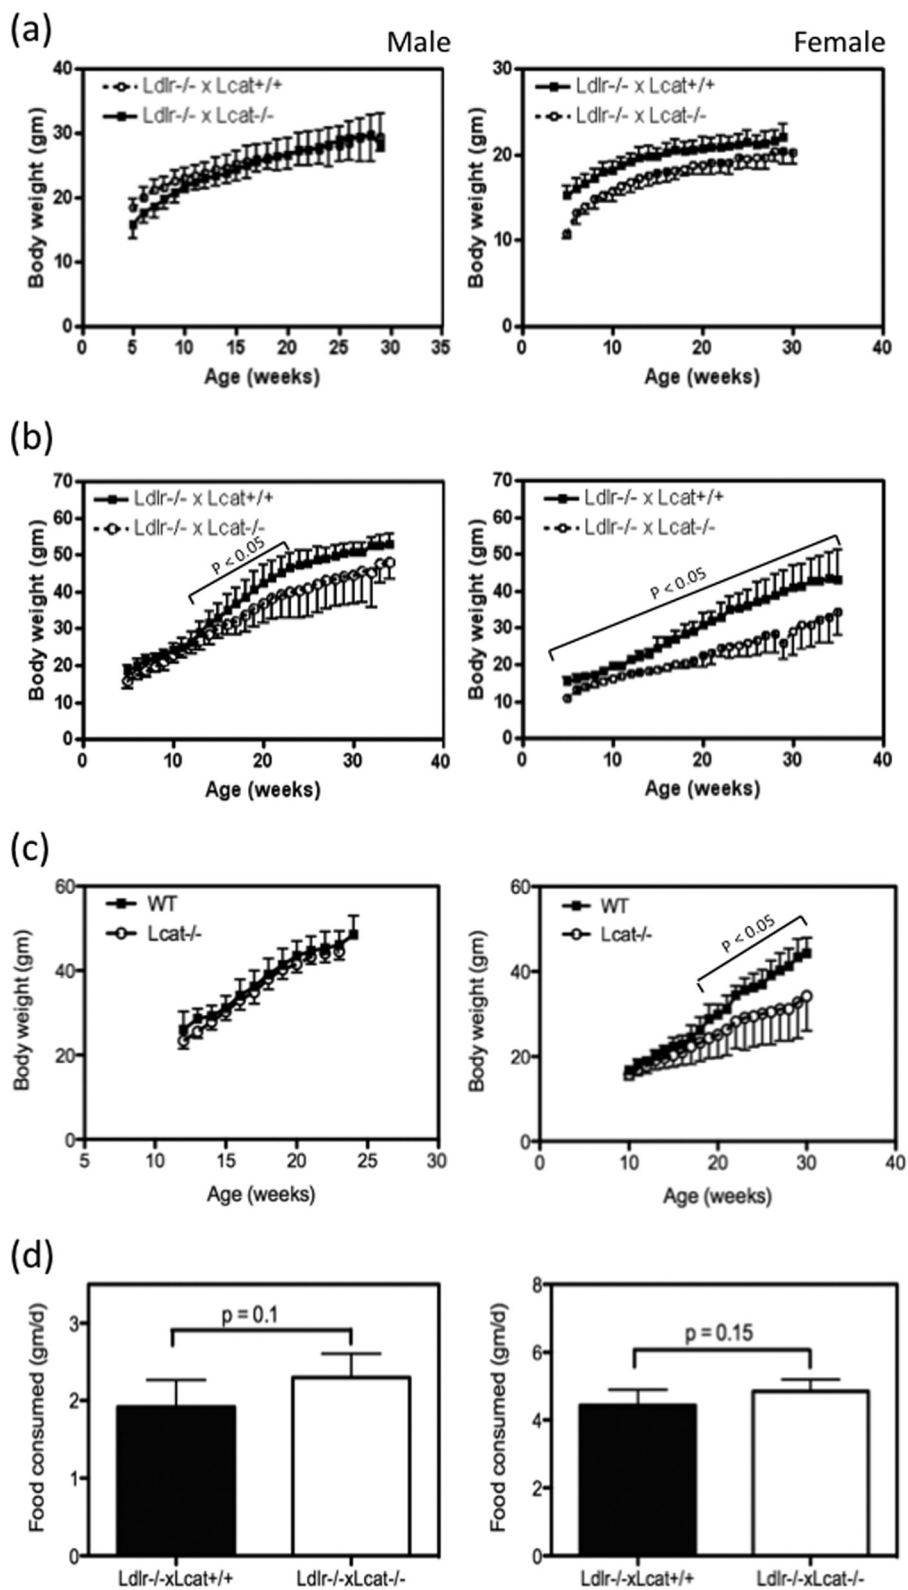 (a)
Male
Female
Ldlr-/- x Lcat+/+
Ldlr-/- x Lcat-/-
Body weight (gm)
40
30
20
10
0
0 5 10 15 20 25 30 35
Age (weeks)
Ldlr-/- x Lcat+/+
Ldlr-/- x Lcat-/-
Body weight (gm)
30
20
10
0
0 10 20 30 40
Age (weeks)
(b)
Ldlr-/- x Lcat+/+
Ldlr-/- x Lcat-/-
P < 0.05
Body weight (gm)
70
60
50
40
30
20
10
0
0 10 20 30 40
Age (weeks)
Ldlr-/- x Lcat+/+
Ldlr-/- x Lcat-/-
P < 0.05
Body weight (gm)
70
60
50
40
30
20
10
0
0 10 20 30 40
Age (weeks)
(c)
WT
Lcat-/-
Body weight (gm)
60
40
20
0
5 10 15 20 25 30
Age (weeks)
WT
Lcat-/-
P < 0.05
Body weight (gm)
60
40
20
0
0 10 20 30 40
Age (weeks)
(d)
p = 0.1
Food consumed (gm/d)
3
2
1
0
Ldlr-/-xLcat+/+ Ldlr-/-xLcat-/-
p = 0.15
Food consumed (gm/d)
8
6
4
2
0
Ldlr-/-xLcat+/+ Ldlr-/-xLcat-/-